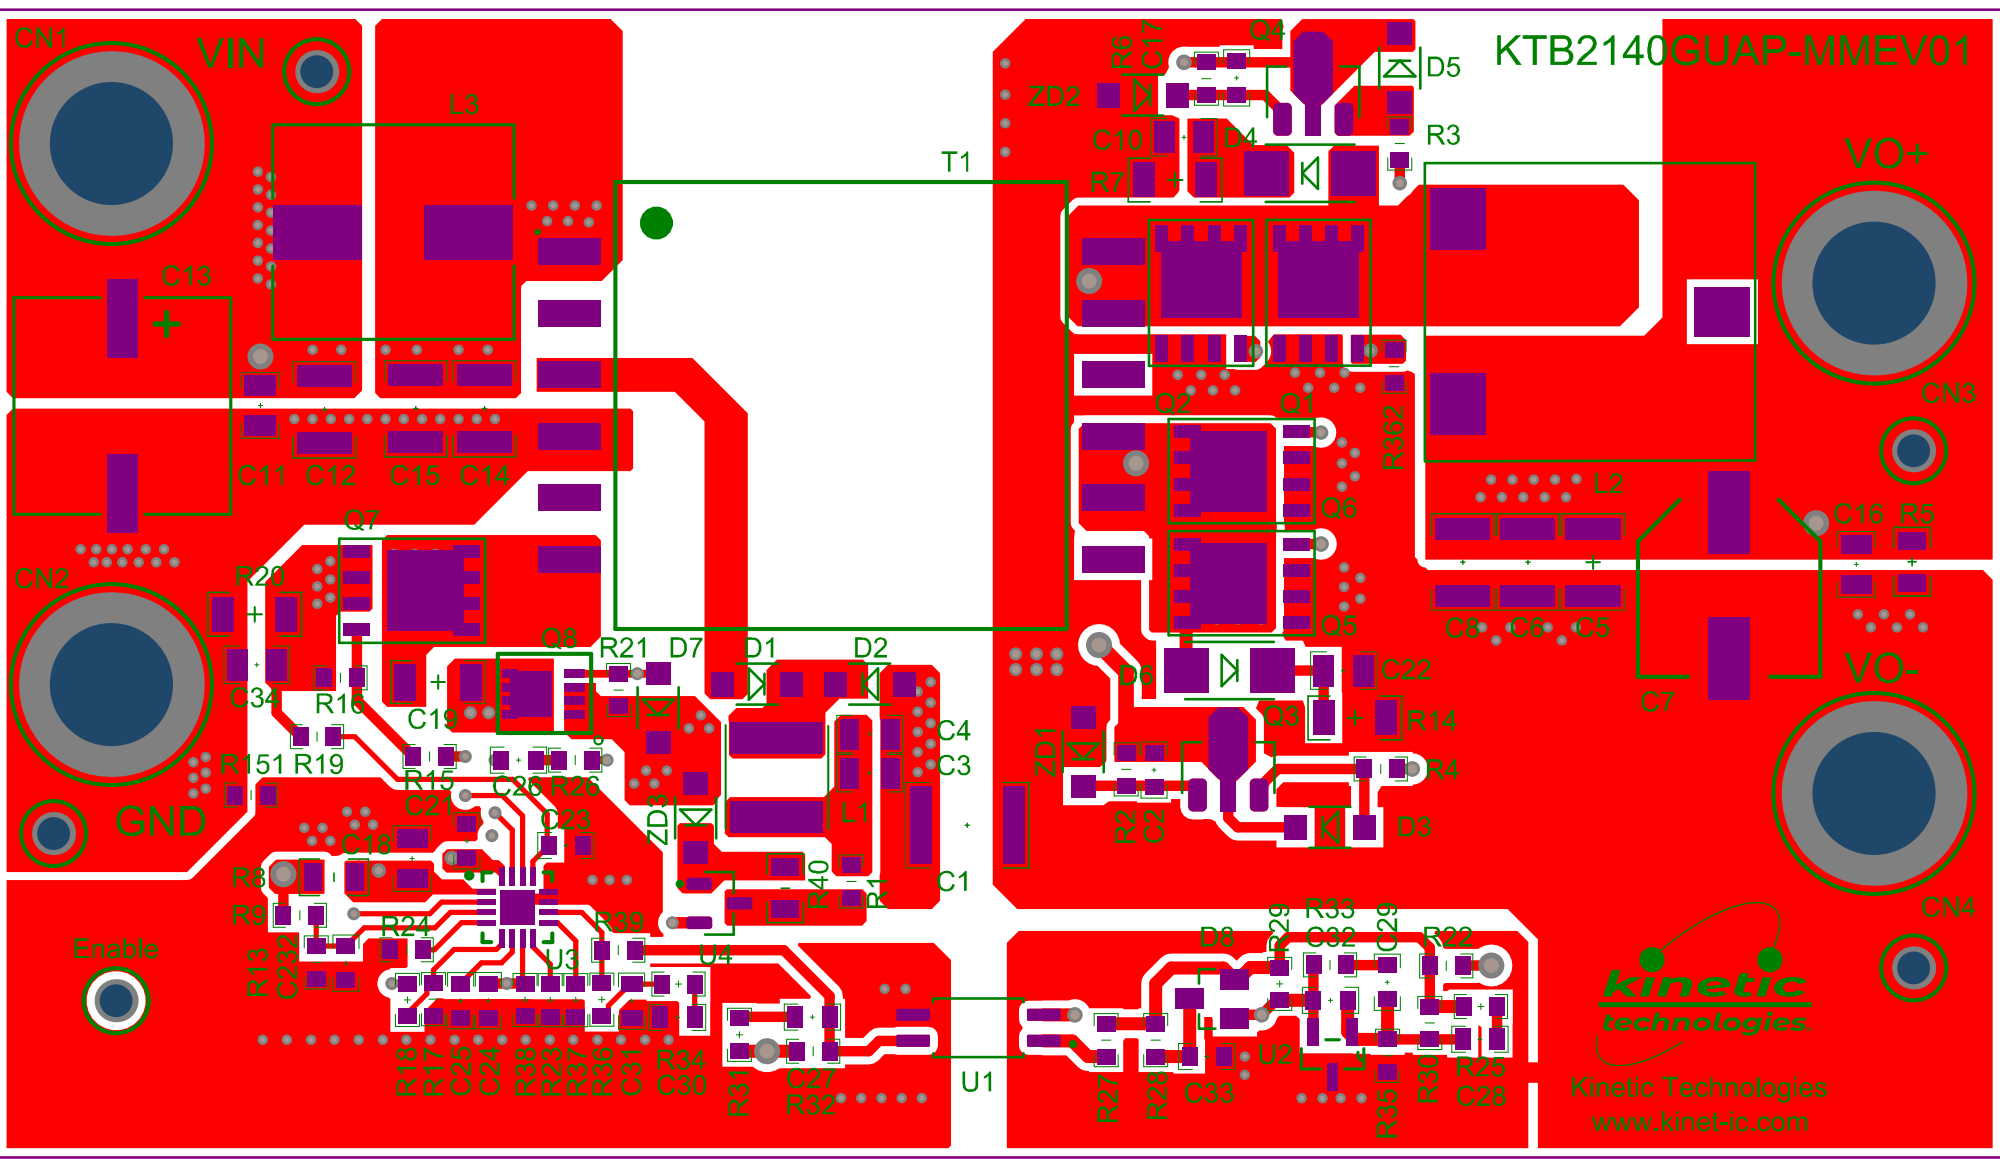 CN1
VIN
L3
R6
C17
Q4
KTB2140GUAP-MMEV01
D5
ZD2
C10
D4
R3
VO+
T1
R7
C13
+
CN3
Q2
Q1
R362
C11
C12
C15
C14
L2
Q7
Q6
C16
R5
CN2
R20
Q8
R21
D7
D1
D2
Q5
C8
C6
C5
VO-
C34
R16
C19
D6
C22
C7
Q3
R14
C4
C3
ZD1
R151
R19
R15
C26
R26
R4
GND
C21
C23
ZD3
L1
R2
C2
D3
C18
R8
R40
R1
C1
R9
R24
R39
CN4
Enable
R13
C232
U3
U4
D8
R29
R33
C32
C29
R22
kinetic
technologies
R18
R17
C25
C24
R38
R23
R37
R36
C31
R34
C30
R31
C27
R32
U1
R27
R28
C33
U2
R35
R30
R25
C28
Kinetic Technologies
www.kinet-ic.com